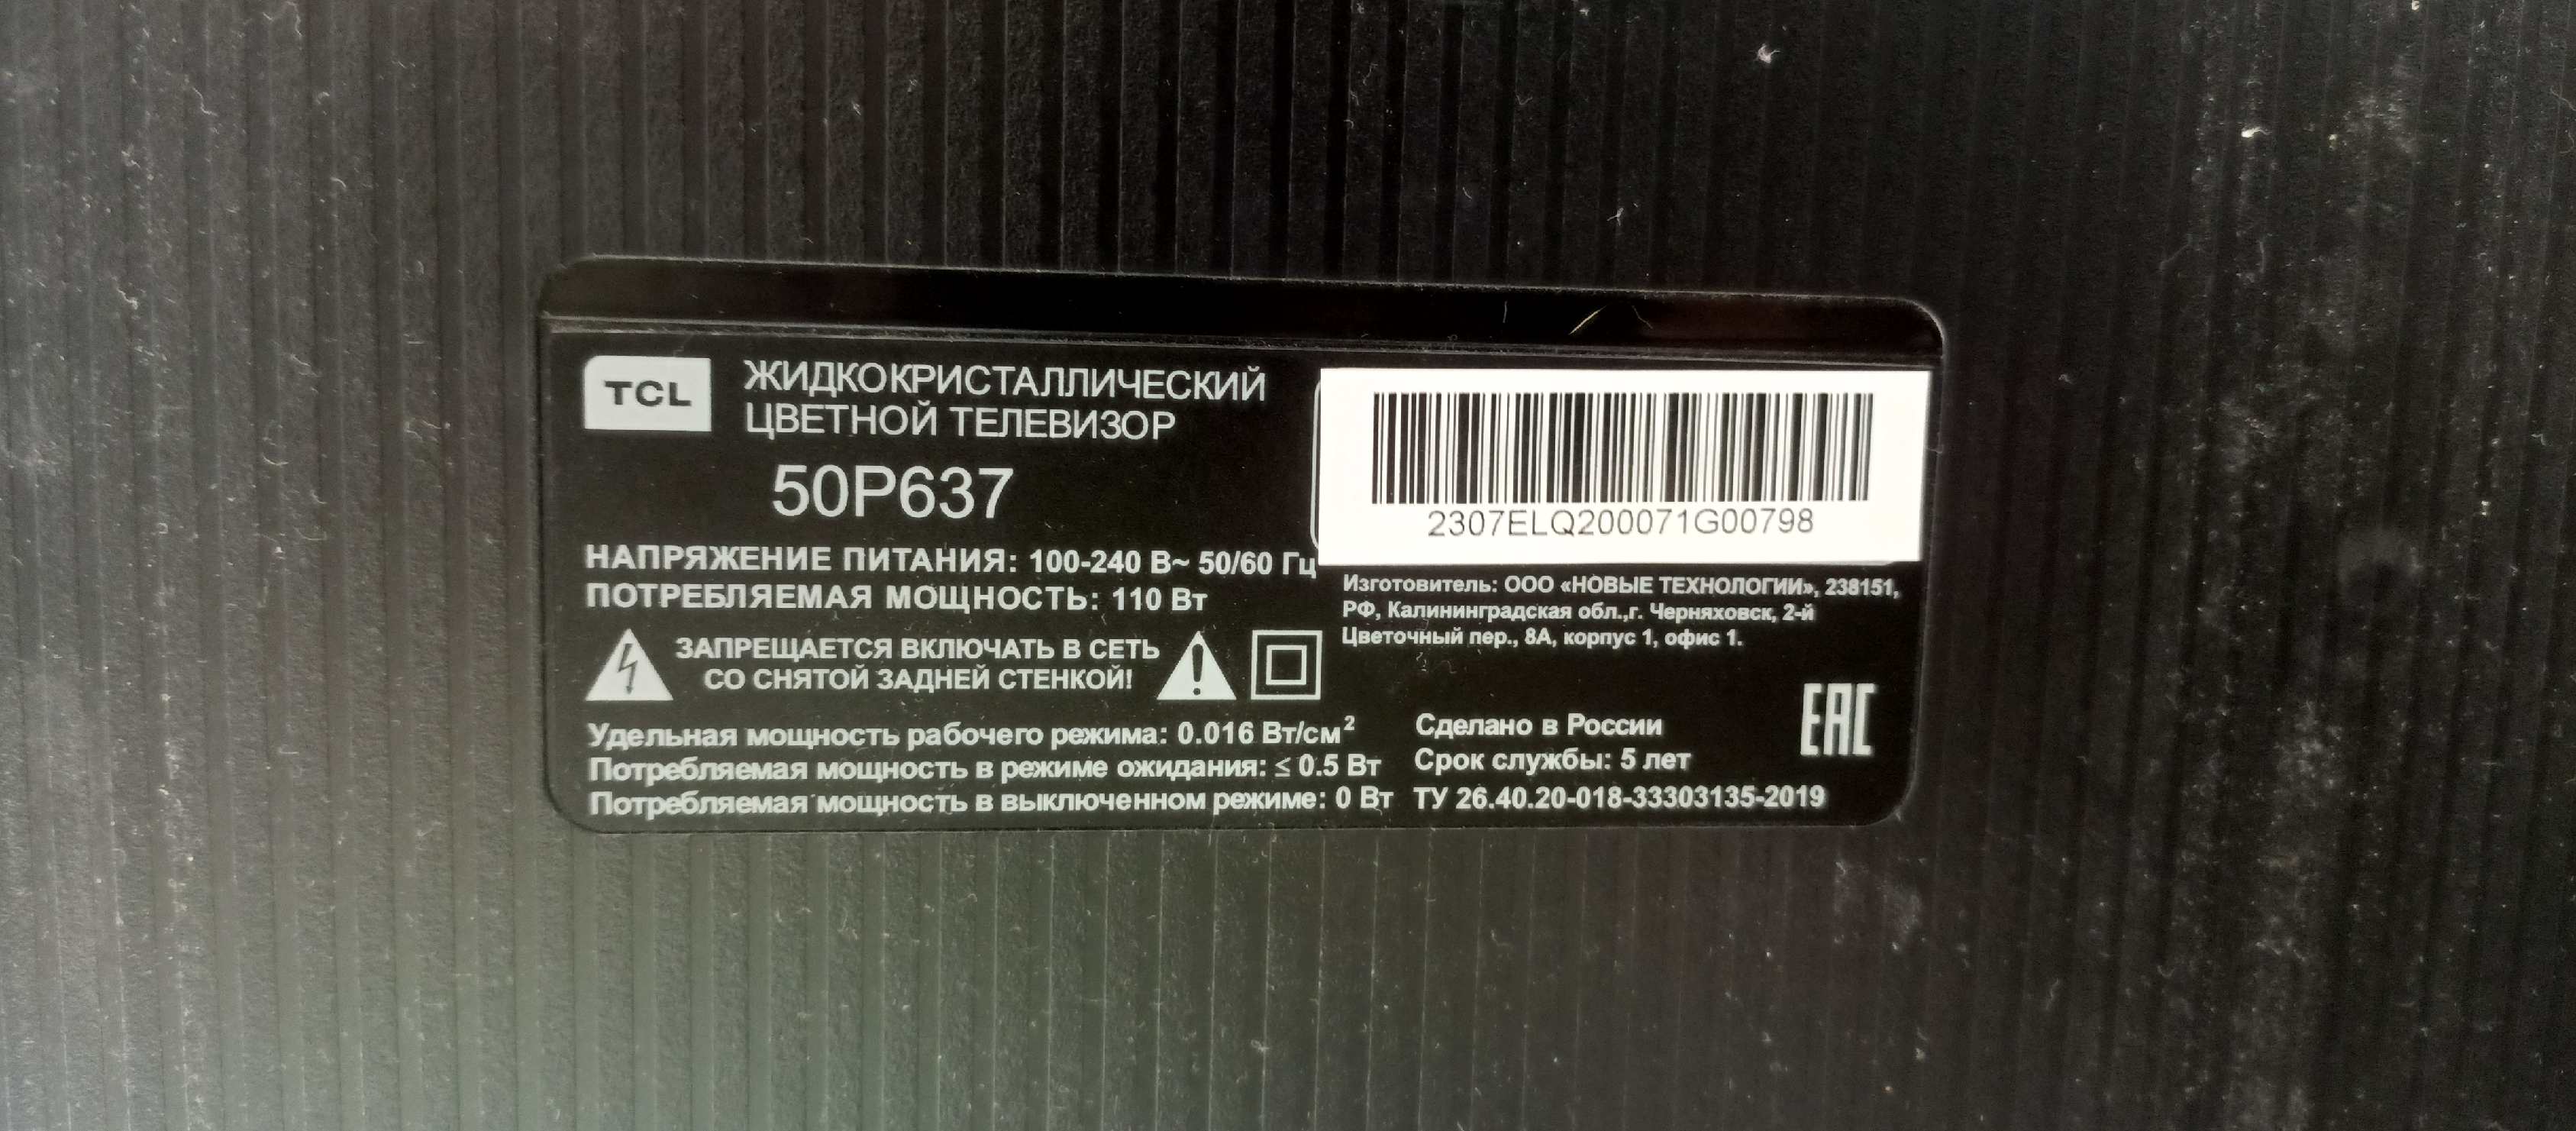 TCL
ЖИДКОКРИСТАЛЛИЧЕСКИЙ
ЦВЕТНОЙ ТЕЛЕВИЗОР
50P637
НАПРЯЖЕНИЕ ПИТАНИЯ: 100-240 В~ 50/60 Гц
ПОТРЕБЛЯЕМАЯ МОЩНОСТЬ: 110 Вт
ЗАПРЕЩАЕТСЯ ВКЛЮЧАТЬ В СЕТЬ
СО СНЯТОЙ ЗАДНЕЙ СТЕНКОЙ!
Удельная мощность рабочего режима: 0.016 Вт/см²
Потребляемая мощность в режиме ожидания: ≤ 0.5 Вт
Потребляемая мощность в выключенном режиме: 0 Вт
2307ELQ200071G00798
Изготовитель: ООО «НОВЫЕ ТЕХНОЛОГИИ», 238151,
РФ, Калининградская обл.,г. Черняховск, 2-й
Цветочный пер., 8А, корпус 1, офис 1.
Сделано в России
Срок службы: 5 лет
ТУ 26.40.20-018-33303135-2019
EAC